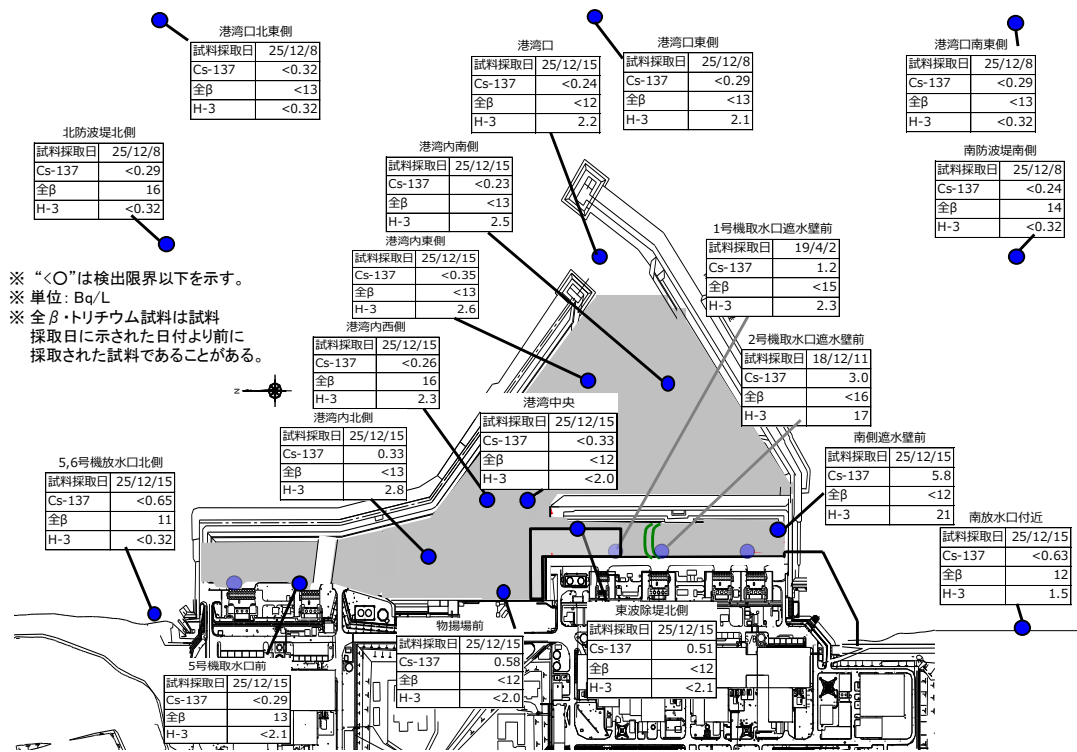 港湾口北東側
試料採取日 25/12/8
Cs-137 <0.32
全β <13
H-3 <0.32
港湾口
試料採取日 25/12/15
Cs-137 <0.24
全β <12
H-3 2.2
港湾口東側
試料採取日 25/12/8
Cs-137 <0.29
全β <13
H-3 2.1
港湾口南東側
試料採取日 25/12/8
Cs-137 <0.29
全β <13
H-3 <0.32
北防波堤北側
試料採取日 25/12/8
Cs-137 <0.29
全β 16
H-3 <0.32
港湾内南側
試料採取日 25/12/15
Cs-137 <0.23
全β <13
H-3 2.5
南防波堤南側
試料採取日 25/12/8
Cs-137 <0.24
全β 14
H-3 <0.32
港湾内東側
試料採取日 25/12/15
Cs-137 <0.35
全β <13
H-3 2.6
1号機取水口遮水壁前
試料採取日 19/4/2
Cs-137 1.2
全β <15
H-3 2.3
※ “<〇”は検出限界以下を示す。
※ 単位: Bq/L
※ 全β・トリチウム試料は試料
採取日に示された日付より前に
採取された試料であることがある。
港湾内西側
試料採取日 25/12/15
Cs-137 <0.26
全β 16
H-3 2.3
2号機取水口遮水壁前
試料採取日 18/12/11
Cs-137 3.0
全β <16
H-3 17
Z
港湾中央
試料採取日 25/12/15
Cs-137 <0.33
全β <12
H-3 <2.0
港湾内北側
試料採取日 25/12/15
Cs-137 0.33
全β <13
H-3 2.8
南側遮水壁前
試料採取日 25/12/15
Cs-137 5.8
全β <12
H-3 21
5,6号機放水口北側
試料採取日 25/12/15
Cs-137 <0.65
全β 11
H-3 <0.32
南放水口付近
試料採取日 25/12/15
Cs-137 <0.63
全β 12
H-3 1.5
物揚場前
試料採取日 25/12/15
Cs-137 0.58
全β <12
H-3 <2.0
東波除堤北側
試料採取日 25/12/15
Cs-137 0.51
全β <12
H-3 <2.1
5号機取水口前
試料採取日 25/12/15
Cs-137 <0.29
全β 13
H-3 <2.1